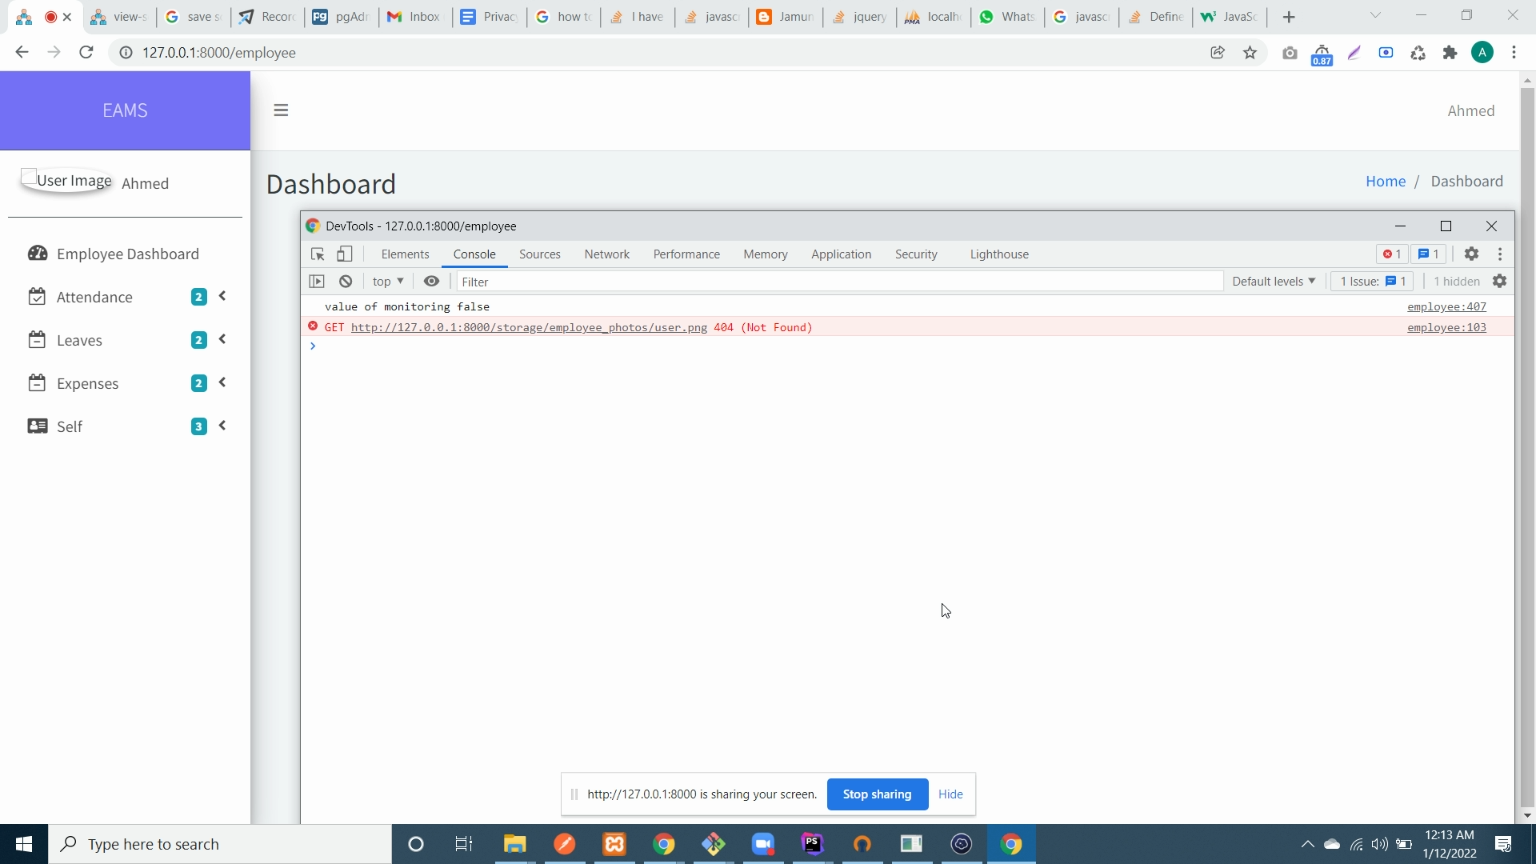 view-s
save s
Record
pgAdn
Inbox
Privac
how to
I have
javasc
Jamun
jquery
localh
Whats
javasc
Define
JavaSc
127.0.0.1:8000/employee
0.87
A
EAMS
Ahmed
User Image Ahmed
Dashboard
Home / Dashboard
DevTools - 127.0.0.1:8000/employee
Elements Console Sources Network Performance Memory Application Security Lighthouse 1 1
top Filter Default levels 1 Issue: 1 1 hidden
value of monitoring false employee:407
GET http://127.0.0.1:8000/storage/employee_photos/user.png 404 (Not Found) employee:103
Employee Dashboard
Attendance 2
Leaves 2
Expenses 2
Self 3
http://127.0.0.1:8000 is sharing your screen. Stop sharing Hide
Type here to search
PS
12:13 AM
1/12/2022